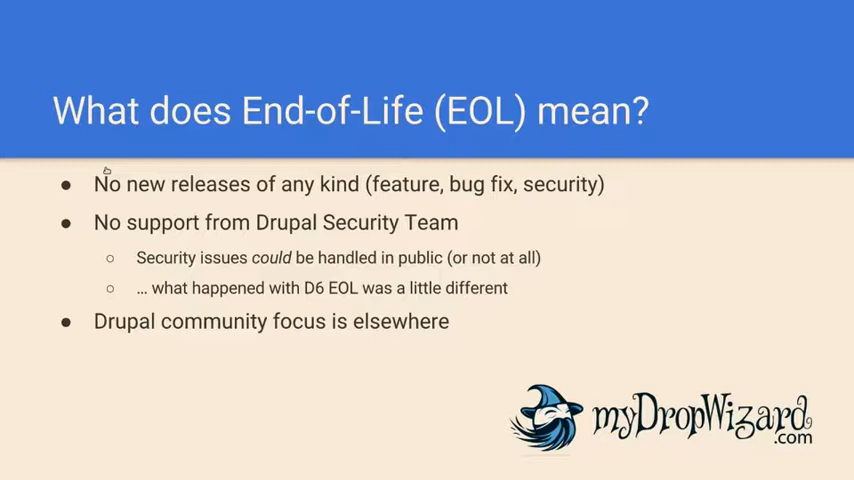 What does End-of-Life (EOL) mean?
● No new releases of any kind (feature, bug fix, security)
● No support from Drupal Security Team
○ Security issues could be handled in public (or not at all)
○ ... what happened with D6 EOL was a little different
● Drupal community focus is elsewhere
myDropWizard
.com